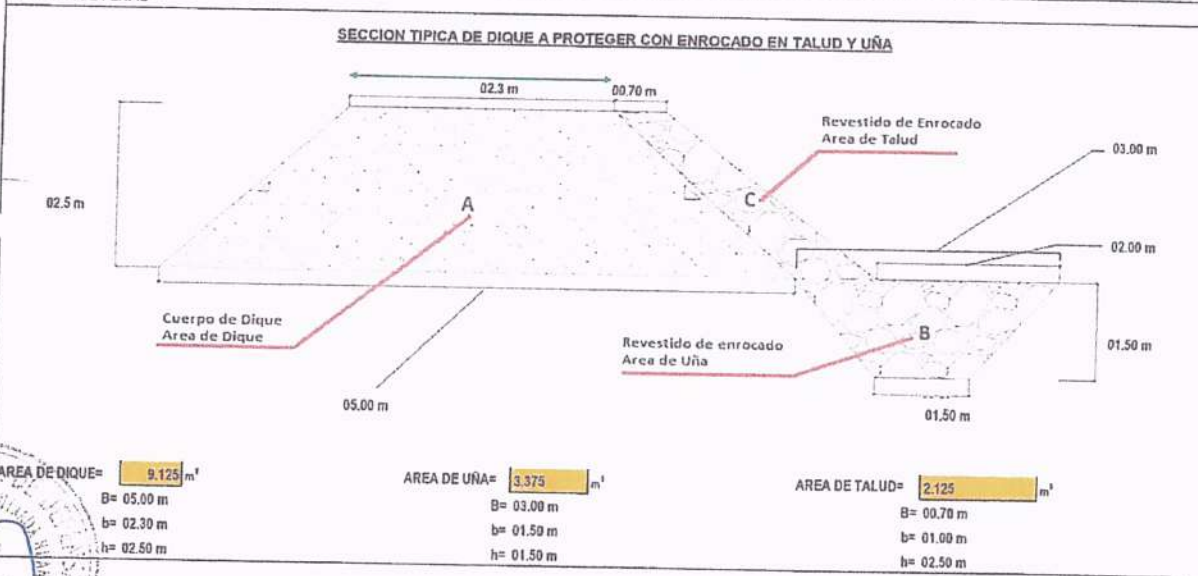 SECCION TIPICA DE DIQUE A PROTEGER CON ENROCADO EN TALUD Y UÑA
02.3 m
00.70 m
Revestido de Enrocado
Area de Talud
03.00 m
02.5 m
A
C
02.00 m
Cuerpo de Dique
Area de Dique
Revestido de enrocado
Area de Uña
B
01.50 m
05.00 m
01.50 m
AREA DE DIQUE= 9.125 m²
B= 05.00 m
b= 02.30 m
h= 02.50 m
AREA DE UÑA= 3.375 m²
B= 03.00 m
b= 01.50 m
h= 01.50 m
AREA DE TALUD= 2.125 m²
B= 00.70 m
b= 01.00 m
h= 02.50 m